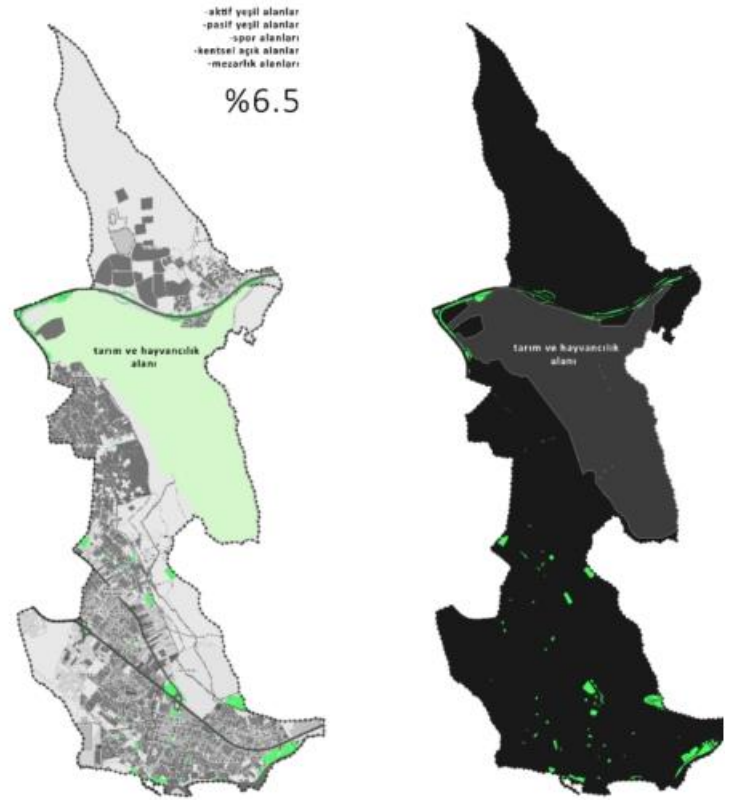 -aktif yeşil alanlar
-pasif yeşil alanlar
-spor alanları
-kentsel açık alanlar
-mezarlık alanları
%6.5
tarım ve hayvancılık
alanı
tarım ve hayvancılık
alanı